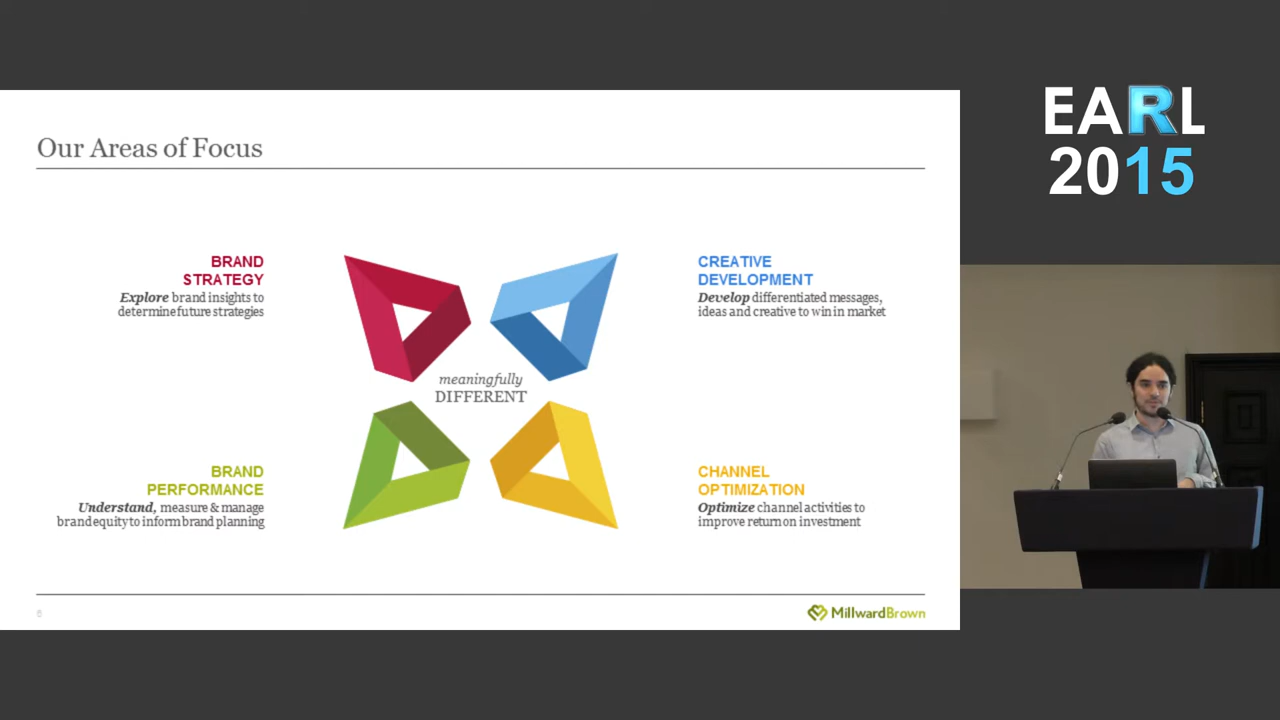 Our Areas of Focus
BRAND
STRATEGY
Explore brand insights to
determine future strategies
CREATIVE
DEVELOPMENT
Develop differentiated messages,
ideas and creative to win in market
meaningfully
DIFFERENT
BRAND
PERFORMANCE
Understand, measure & manage
brand equity to inform brand planning
CHANNEL
OPTIMIZATION
Optimize channel activities to
improve return on investment
MillwardBrown
EARL
2015